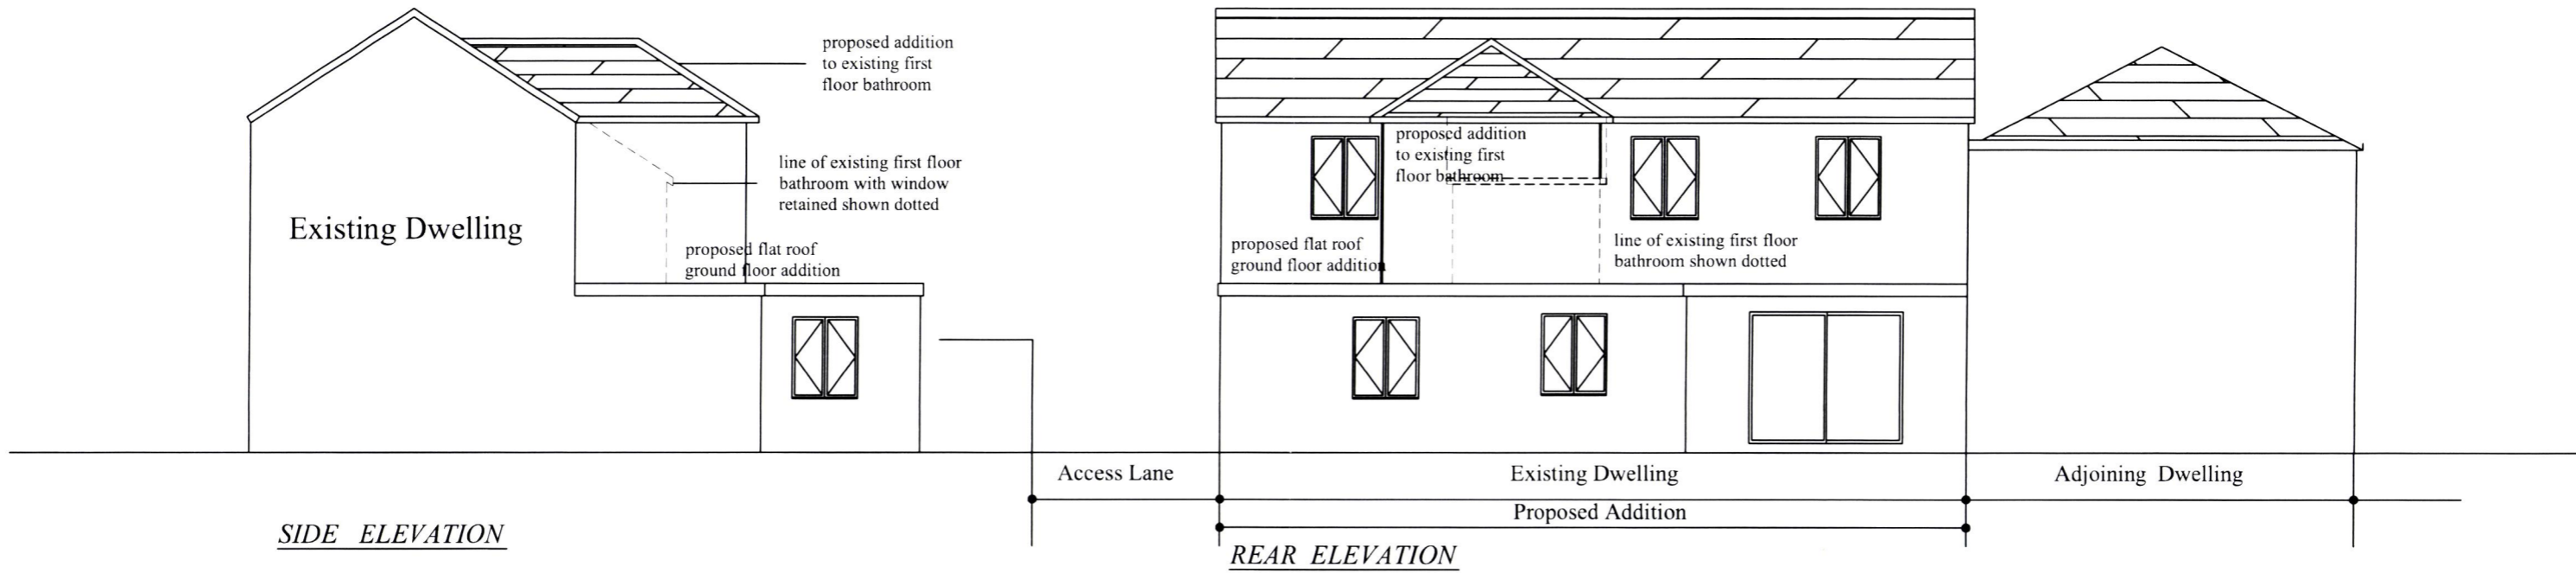 proposed addition
to existing first
floor bathroom
line of existing first floor
bathroom with window
retained shown dotted
Existing Dwelling
proposed flat roof
ground floor addition
SIDE ELEVATION
proposed addition
to existing first
floor bathroom
proposed flat roof
ground floor addition
line of existing first floor
bathroom shown dotted
Access Lane
Existing Dwelling
Adjoining Dwelling
Proposed Addition
REAR ELEVATION